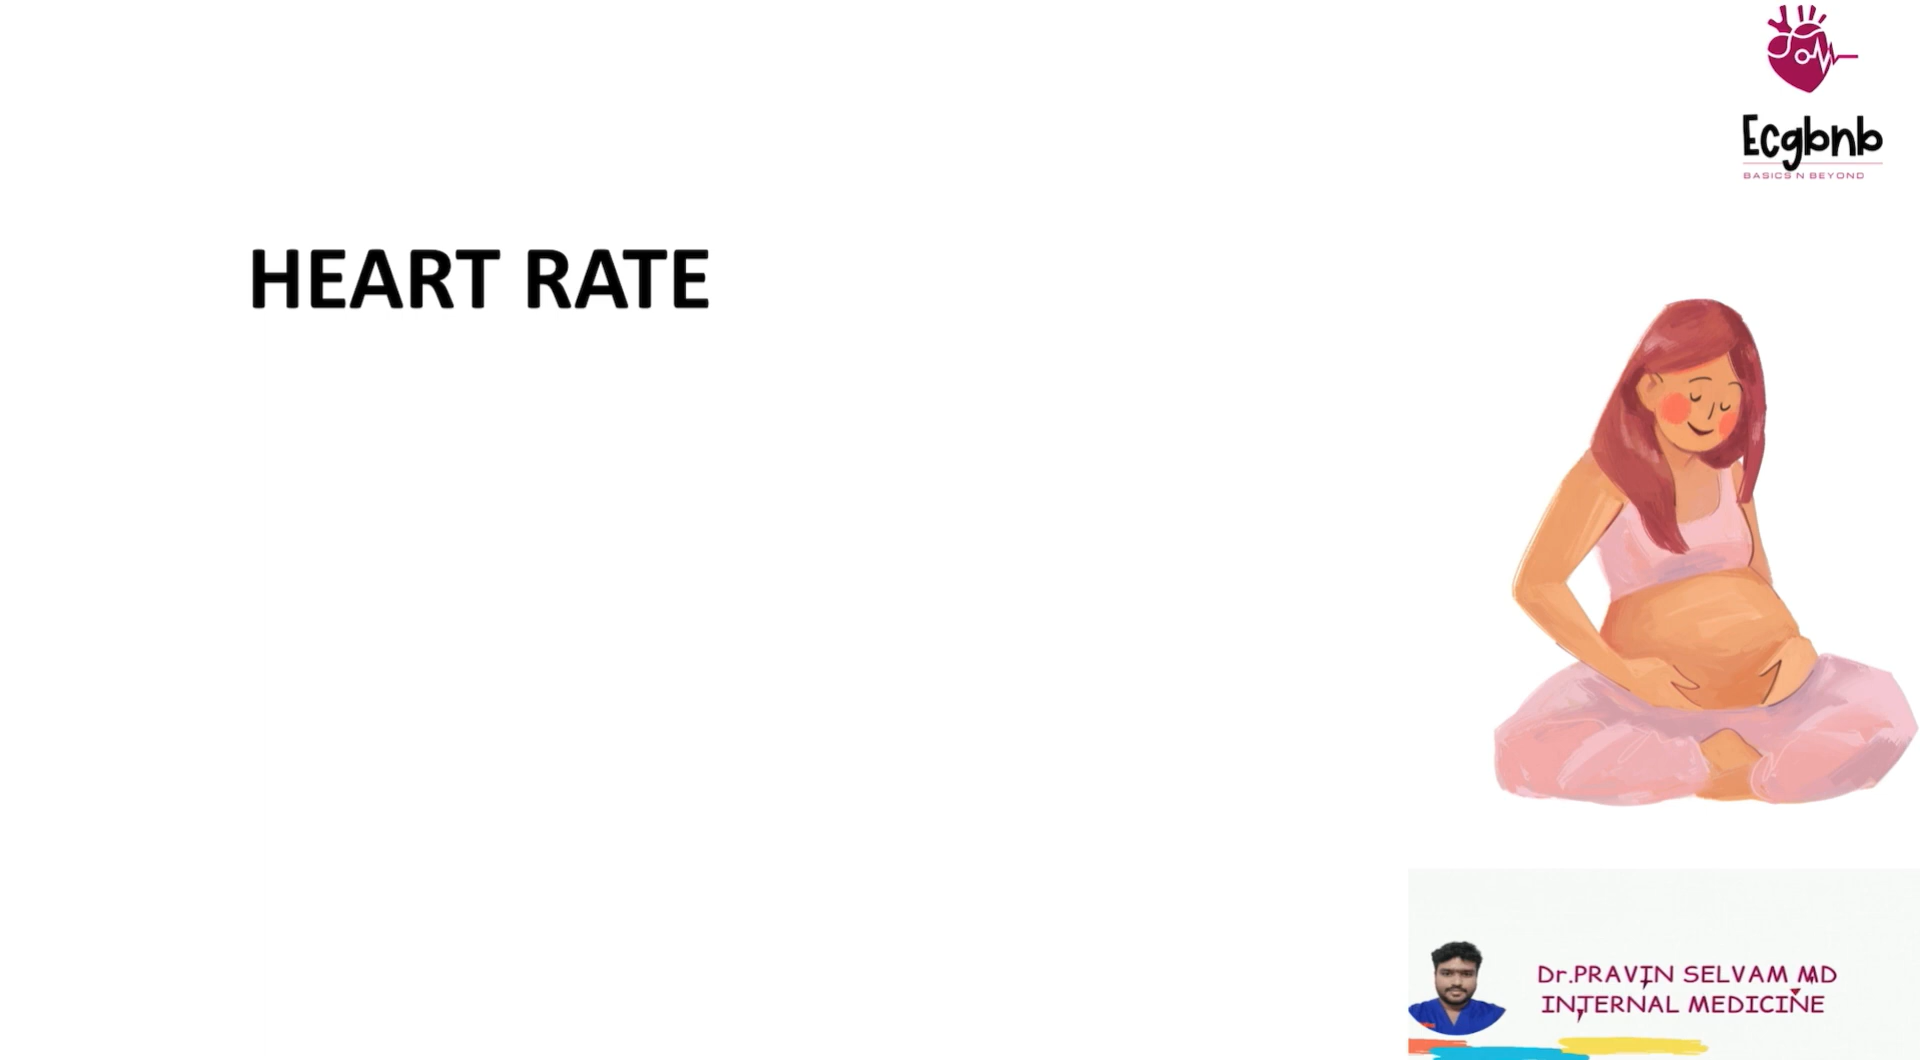 Ecgbnb
BASICS N BEYOND
HEART RATE
Dr.PRAVIN SELVAM MD
INTERNAL MEDICINE